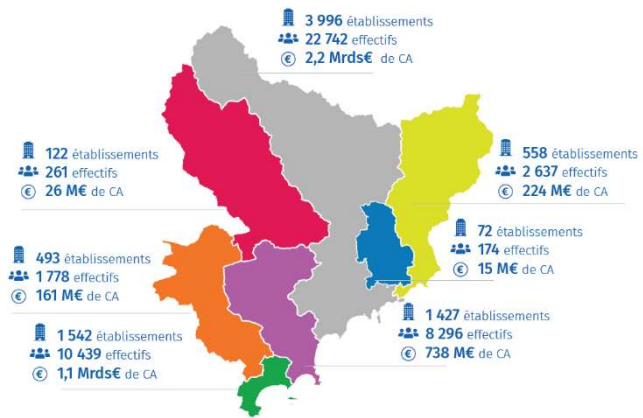 3 996 établissements
22 742 effectifs
€ 2,2 Mrds€ de CA
122 établissements
261 effectifs
€ 26 M€ de CA
558 établissements
2 637 effectifs
€ 224 M€ de CA
72 établissements
174 effectifs
€ 15 M€ de CA
493 établissements
1 778 effectifs
€ 161 M€ de CA
1 427 établissements
8 296 effectifs
€ 738 M€ de CA
1 542 établissements
10 439 effectifs
€ 1,1 Mrds€ de CA